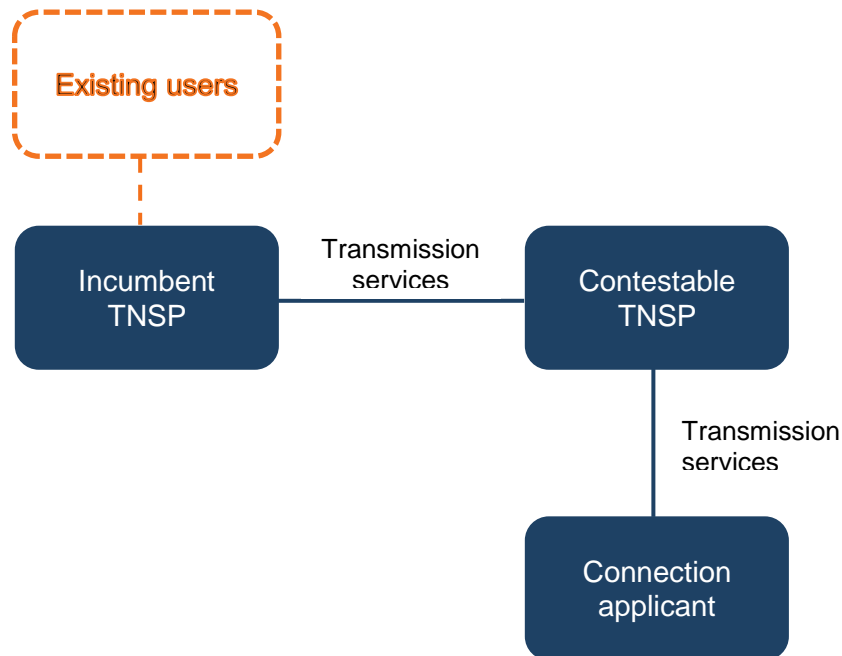 Existing users
Incumbent
TNSP
Transmission
services
Contestable
TNSP
Transmission
services
Connection
applicant